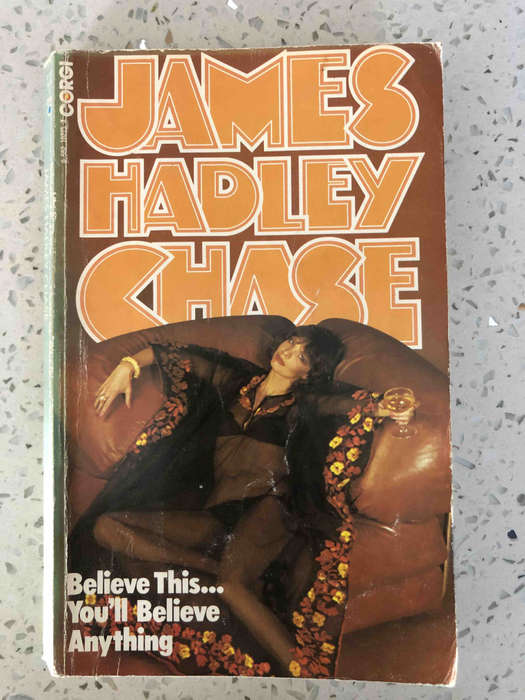 CORGI
JAMES
HADLEY
CHASE
Believe This...
You'll Believe
Anything